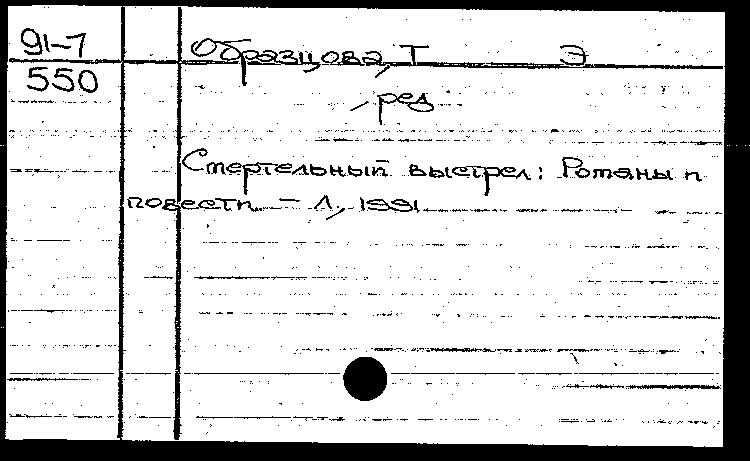 91-7
550
Образцова, Т Э
, ред
Смертельный выстрел: Романы и
повести. – Л, 1991